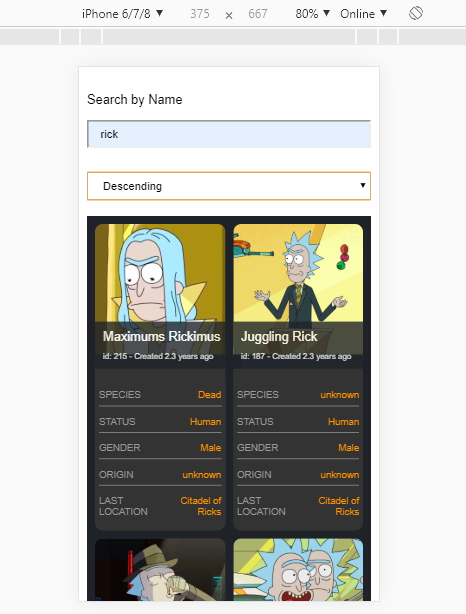 iPhone 6/7/8 ▼ 375 × 667 80% ▼ Online ▼
Search by Name
rick
Descending
Maximums Rickimus
id: 215 - Created 2.3 years ago
SPECIES Dead
STATUS Human
GENDER Male
ORIGIN unknown
LAST LOCATION Citadel of Ricks
Juggling Rick
id: 187 - Created 2.3 years ago
SPECIES unknown
STATUS Human
GENDER Male
ORIGIN unknown
LAST LOCATION Citadel of Ricks